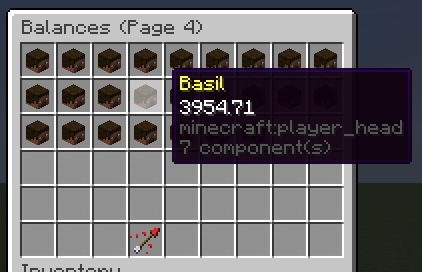 Balances (Page 4)
Basil
3954.71
minecraft:player_head
7 component(s)
Inventory